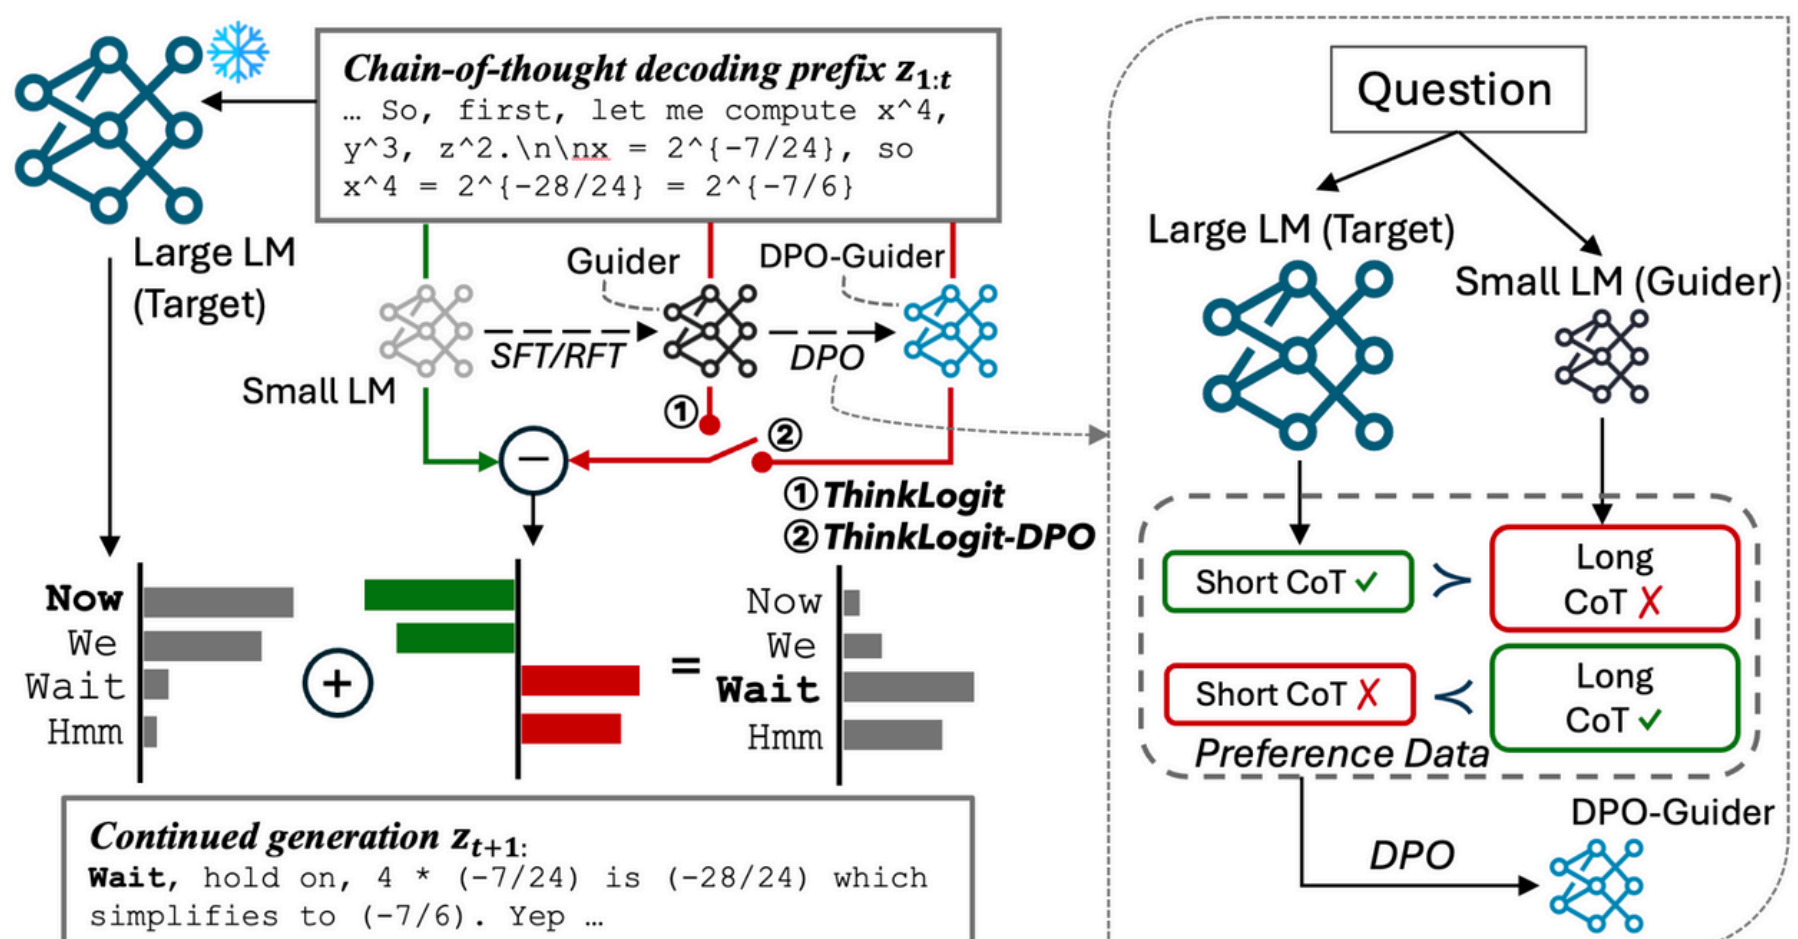 Chain-of-thought decoding prefix z1:t
… So, first, let me compute x^4,
y^3, z^2.\n\nx = 2^{-7/24}, so
x^4 = 2^{-28/24} = 2^{-7/6}
Large LM
(Target)
Guider
DPO-Guider
SFT/RFT
DPO
Small LM
①
②
−
① ThinkLogit
② ThinkLogit-DPO
Now
We
Wait
Hmm
+
=
Now
We
Wait
Hmm
Continued generation zt+1:
Wait, hold on, 4 * (-7/24) is (-28/24) which
simplifies to (-7/6). Yep …
Question
Large LM (Target)
Small LM (Guider)
Short CoT ✓
≻
Long
CoT ✗
Short CoT ✗
≺
Long
CoT ✓
Preference Data
DPO-Guider
DPO